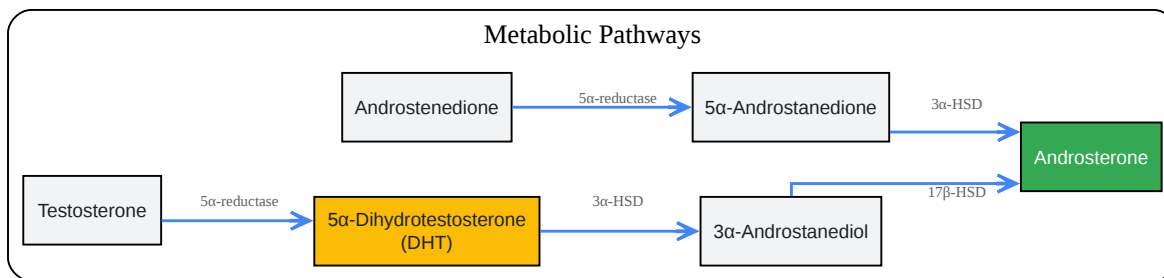 Metabolic Pathways
Androstenedione
5α-reductase
5α-Androstanedione
3α-HSD
Androsterone
Testosterone
5α-reductase
5α-Dihydrotestosterone
(DHT)
3α-HSD
3α-Androstanediol
17β-HSD